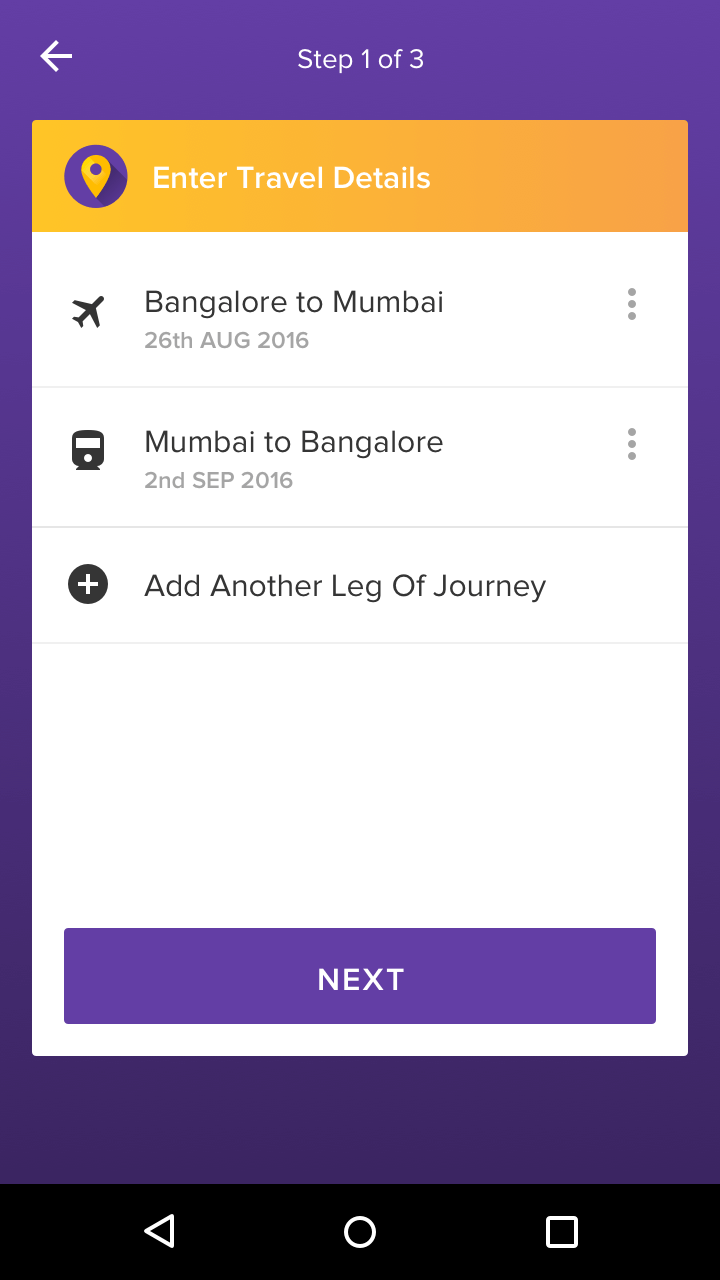 Step 1 of 3
Enter Travel Details
Bangalore to Mumbai
26th AUG 2016
Mumbai to Bangalore
2nd SEP 2016
Add Another Leg Of Journey
NEXT